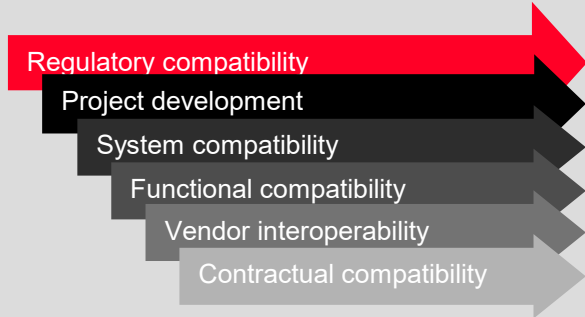 Regulatory compatibility
Project development
System compatibility
Functional compatibility
Vendor interoperability
Contractual compatibility